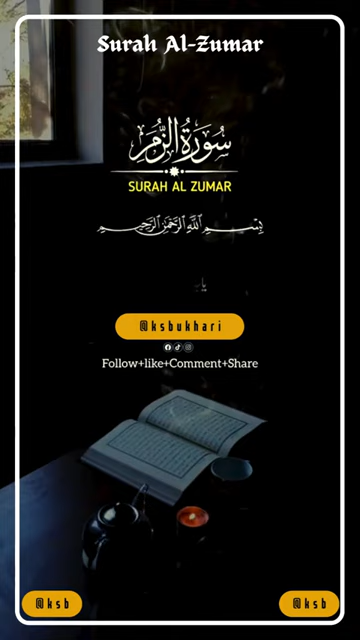 Surah Al-Zumar
سُورَةُ الزُّمَر
SURAH AL ZUMAR
بِسْمِ اللَّهِ الرَّحْمَٰنِ الرَّحِيمِ
@ksbukhari
Follow+like+Comment+Share
@ksb
@ksb